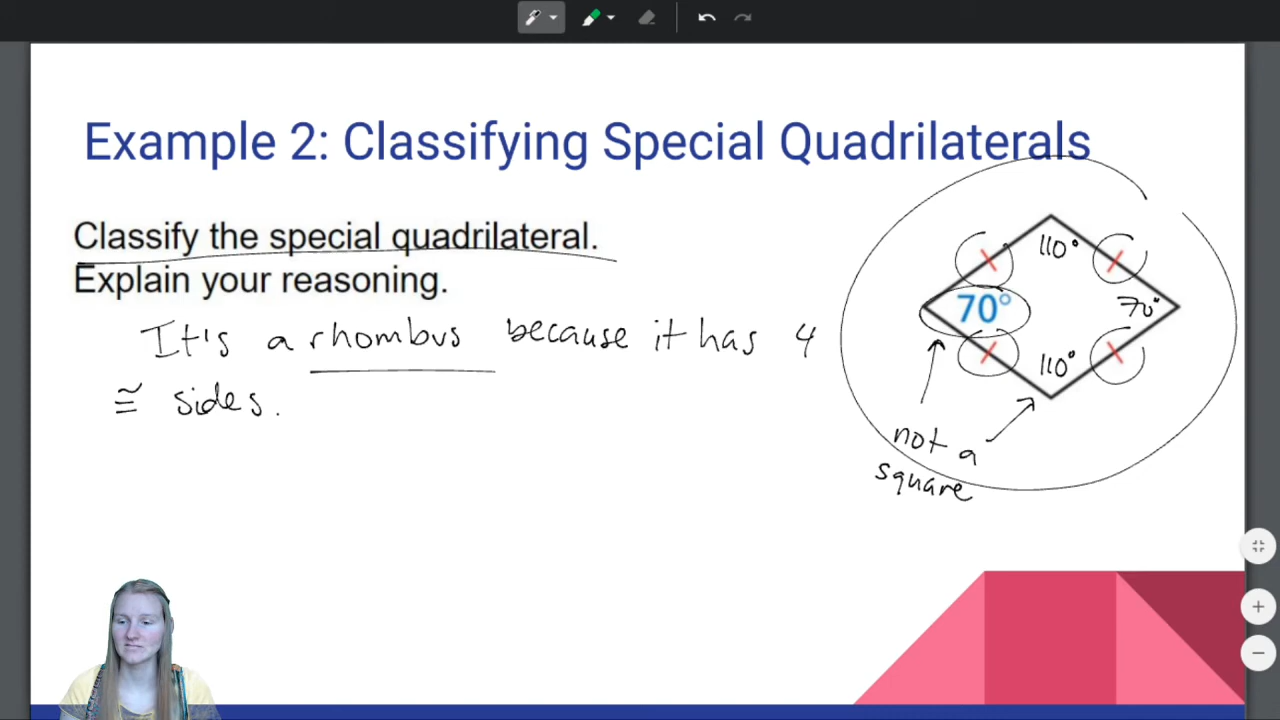 Example 2: Classifying Special Quadrilaterals
Classify the special quadrilateral.
Explain your reasoning.
It's a rhombus because it has 4
≅ sides.
110°
70°
70°
110°
not a
square